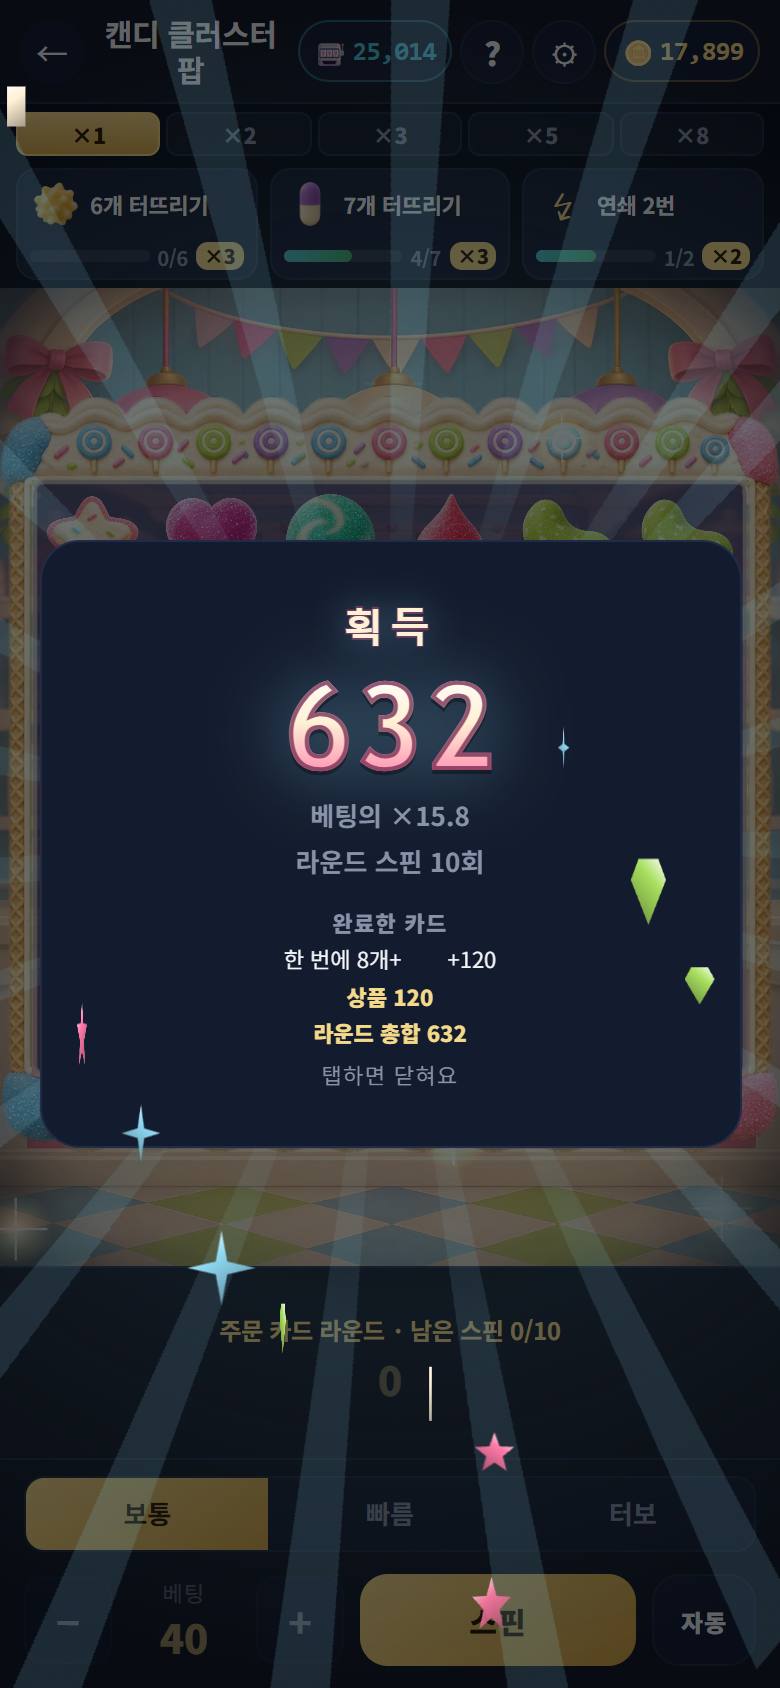 캔디 클러스터
팝
25,014
?
17,899
×1
×2
×3
×5
×8
6개 터뜨리기
0/6 ×3
7개 터뜨리기
4/7 ×3
연쇄 2번
1/2 ×2
획득
632
베팅의 ×15.8
라운드 스핀 10회
완료한 카드
한 번에 8개+ +120
상품 120
라운드 총합 632
탭하면 닫혀요
주문 카드 라운드 · 남은 스핀 0/10
0
보통
빠름
터보
베팅
− 40 +
스핀
자동